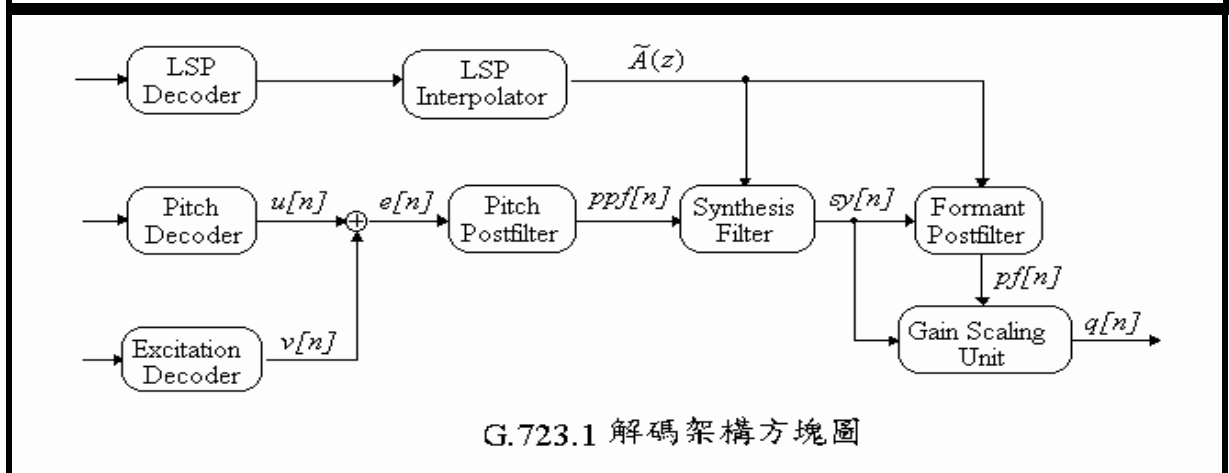 LSP
Decoder
LSP
Interpolator
Ã(z)
Pitch
Decoder
u[n]
e[n]
Pitch
Postfilter
ppf[n]
Synthesis
Filter
sy[n]
Formant
Postfilter
pf[n]
Excitation
Decoder
v[n]
Gain Scaling
Unit
q[n]
G.723.1 解碼架構方塊圖